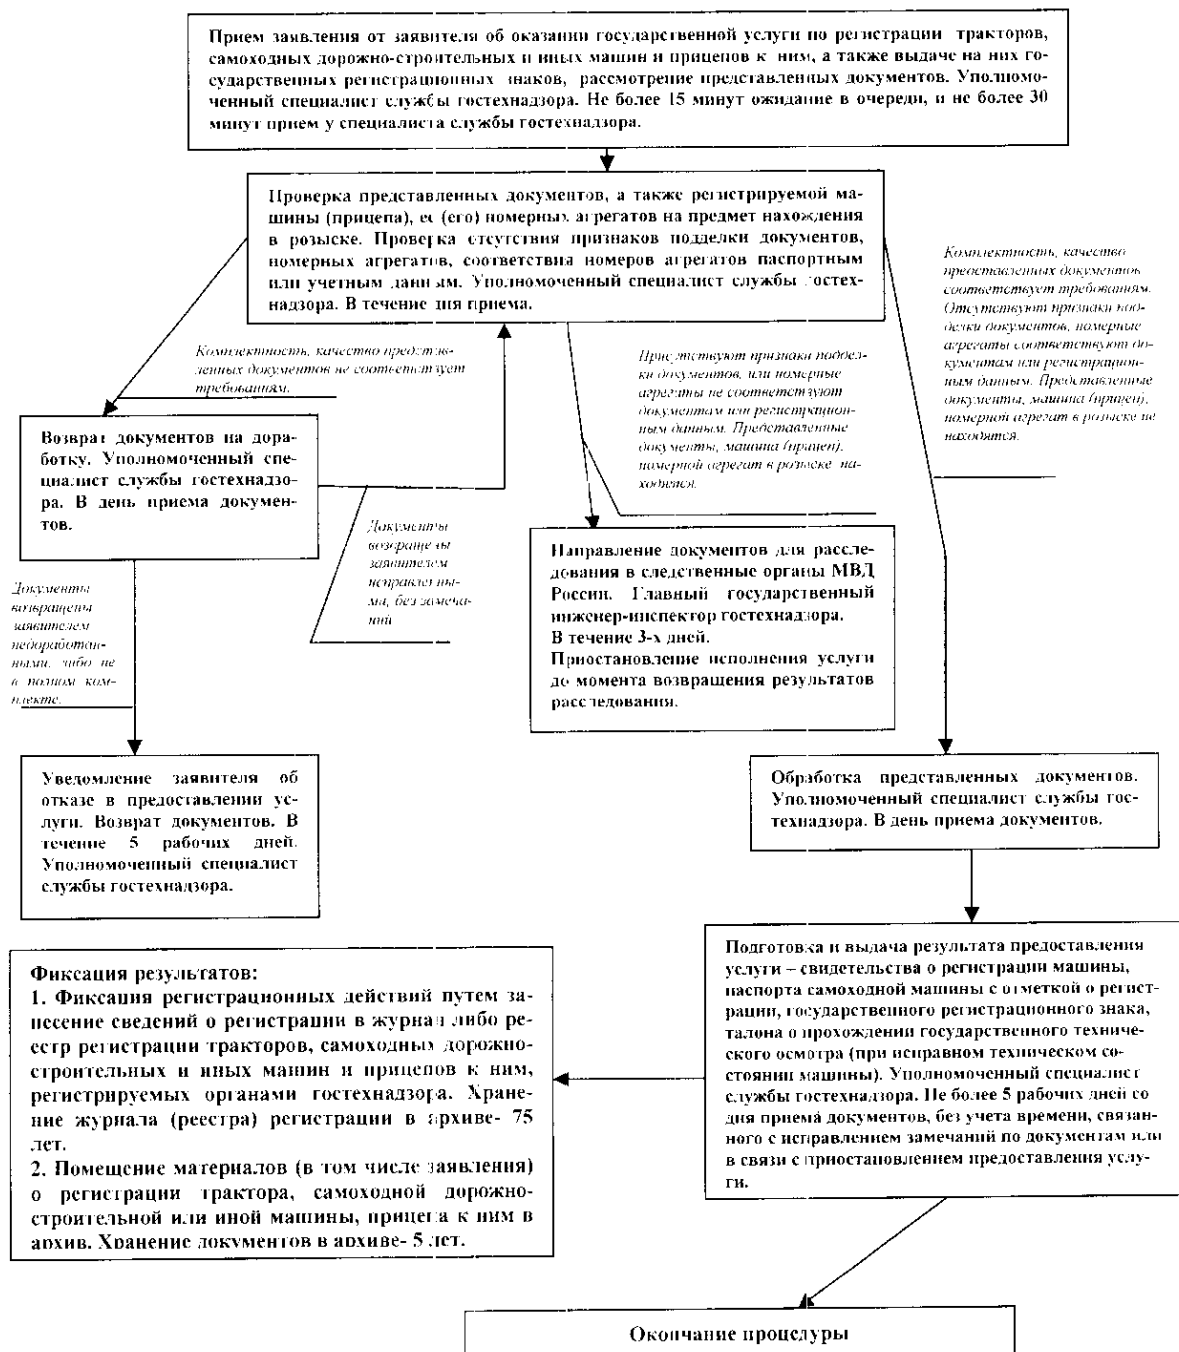 Прием заявления от заявителя об оказании государственной услуги по регистрации тракторов,
самоходных дорожно-строительных и иных машин и прицепов к ним, а также выдаче на них го-
сударственных регистрационных знаков, рассмотрение представленных документов. Уполномо-
ченный специалист службы гостехнадзора. Не более 15 минут ожидание в очереди, и не более 30
минут прием у специалиста службы гостехнадзора.
Проверка представленных документов, а также регистрируемой ма-
шины (прицепа), ее (его) номерных агрегатов на предмет нахождения
в розыске. Проверка отсутствия признаков подделки документов,
номерных агрегатов, соответствия номеров агрегатов паспортным
или учетным данным. Уполномоченный специалист службы гостех-
надзора. В течение дня приема.
Комплектность, качество представ-
ленных документов не соответствует
требованиям.
Присутствуют признаки поддел-
ки документов, или номерные
агрегаты не соответствуют
документам или регистрацион-
ным данным. Представленные
документы, машина (прицеп),
номерной агрегат в розыске на-
ходятся.
Комплектность, качество
представленных документов
соответствует требованиям.
Отсутствуют признаки под-
делки документов, номерные
агрегаты соответствуют до-
кументам или регистрацион-
ным данным. Представленные
документы, машина (прицеп),
номерной агрегат в розыске не
находятся.
Возврат документов на дора-
ботку. Уполномоченный спе-
циалист службы гостехнадзо-
ра. В день приема докумен-
тов.
Документы
возвращены
заявителем
исправлены-
ми, без замеча-
ний
Документы
возвращены
заявителем
недоработан-
ными, либо не
в полном ком-
плекте.
Направление документов для рассле-
дования в следственные органы МВД
России. Главный государственный
инженер-инспектор гостехнадзора.
В течение 3-х дней.
Приостановление исполнения услуги
до момента возвращения результатов
расследования.
Уведомление заявителя об
отказе в предоставлении ус-
луги. Возврат документов. В
течение 5 рабочих дней.
Уполномоченный специалист
службы гостехнадзора.
Обработка представленных документов.
Уполномоченный специалист службы гос-
технадзора. В день приема документов.
Подготовка и выдача результата предоставления
услуги – свидетельства о регистрации машины,
паспорта самоходной машины с отметкой о регист-
рации, государственного регистрационного знака,
талона о прохождении государственного техниче-
ского осмотра (при исправном техническом со-
стоянии машины). Уполномоченный специалист
службы гостехнадзора. Не более 5 рабочих дней со
дня приема документов, без учета времени, связан-
ного с исправлением замечаний по документам или
в связи с приостановлением предоставления услу-
ги.
Фиксация результатов:
1. Фиксация регистрационных действий путем за-
несение сведений о регистрации в журнал либо ре-
естр регистрации тракторов, самоходных дорожно-
строительных и иных машин и прицепов к ним,
регистрируемых органами гостехнадзора. Хране-
ние журнала (реестра) регистрации в архиве- 75
лет.
2. Помещение материалов (в том числе заявления)
о регистрации трактора, самоходной дорожно-
строительной или иной машины, прицепа к ним в
архив. Хранение документов в архиве- 5 лет.
Окончание процедуры